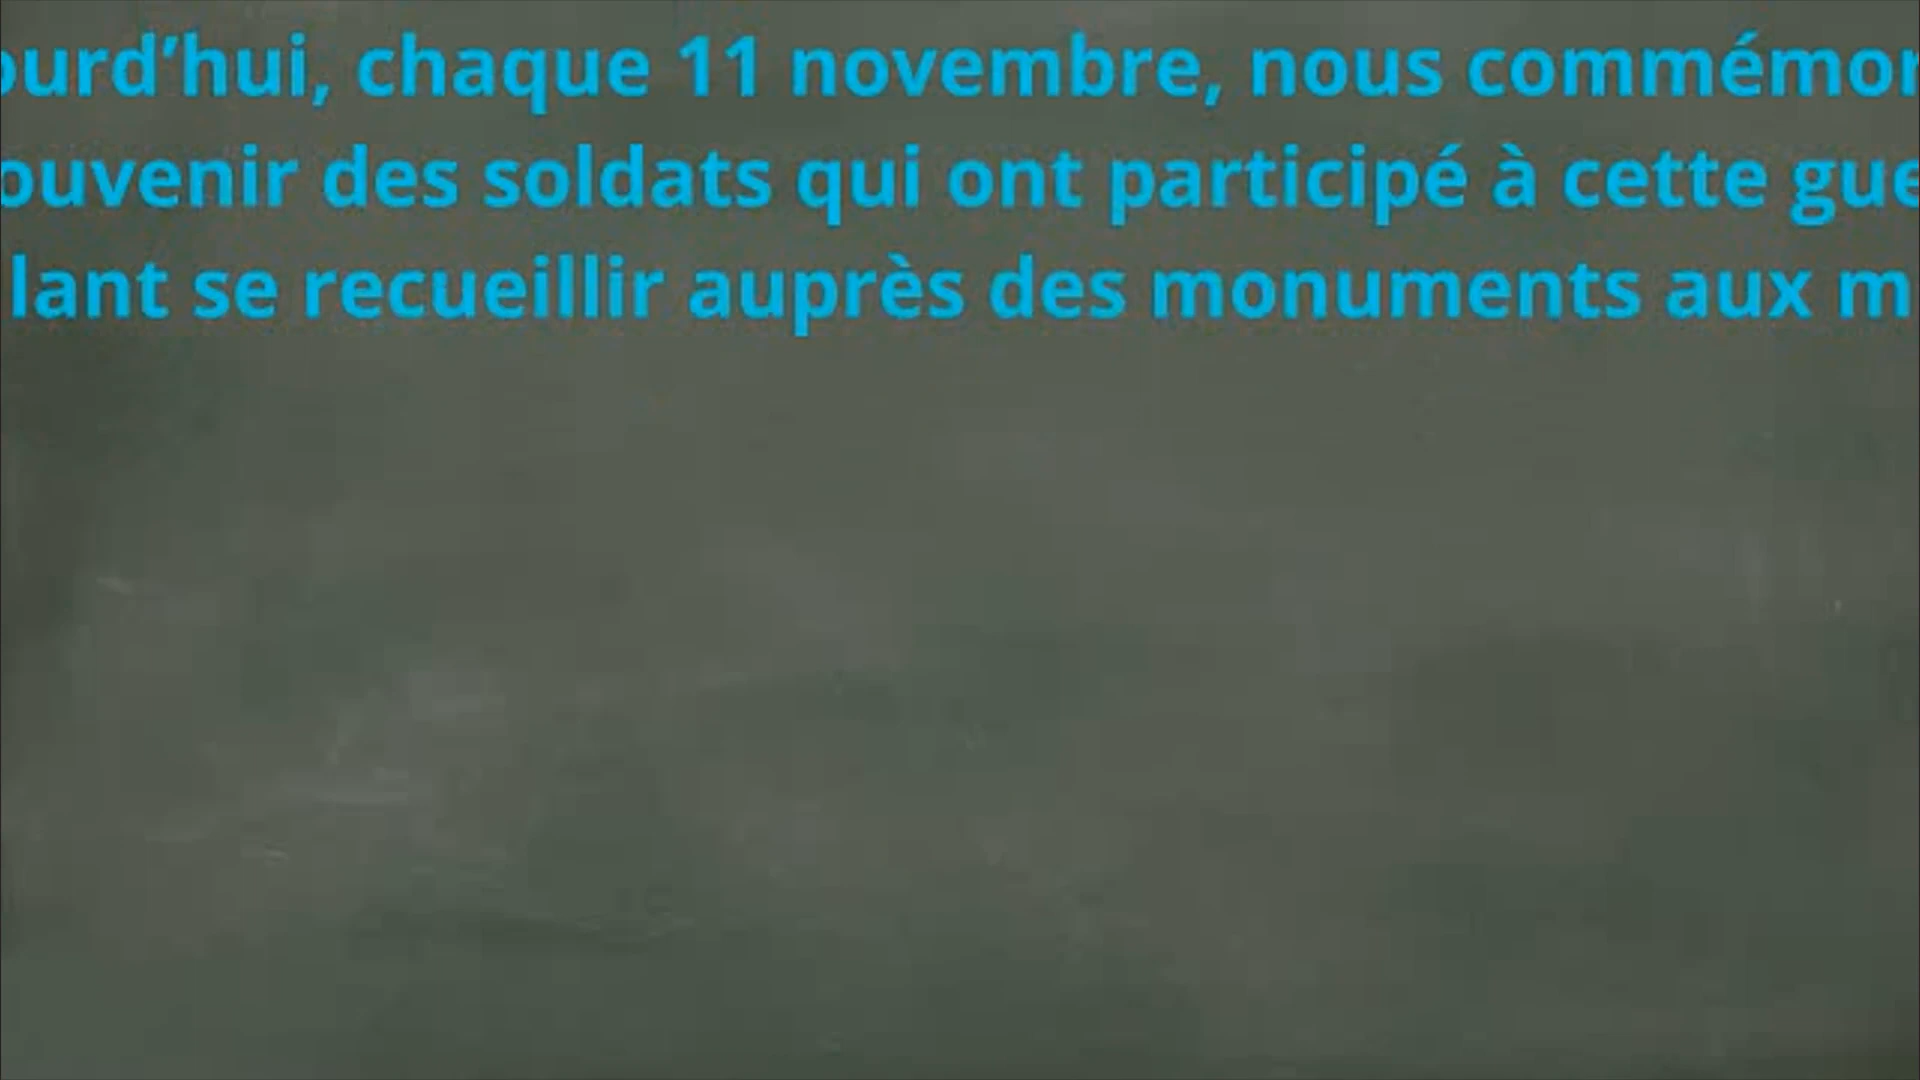 ourd’hui, chaque 11 novembre, nous commémor
ouvenir des soldats qui ont participé à cette gue
lant se recueillir auprès des monuments aux m